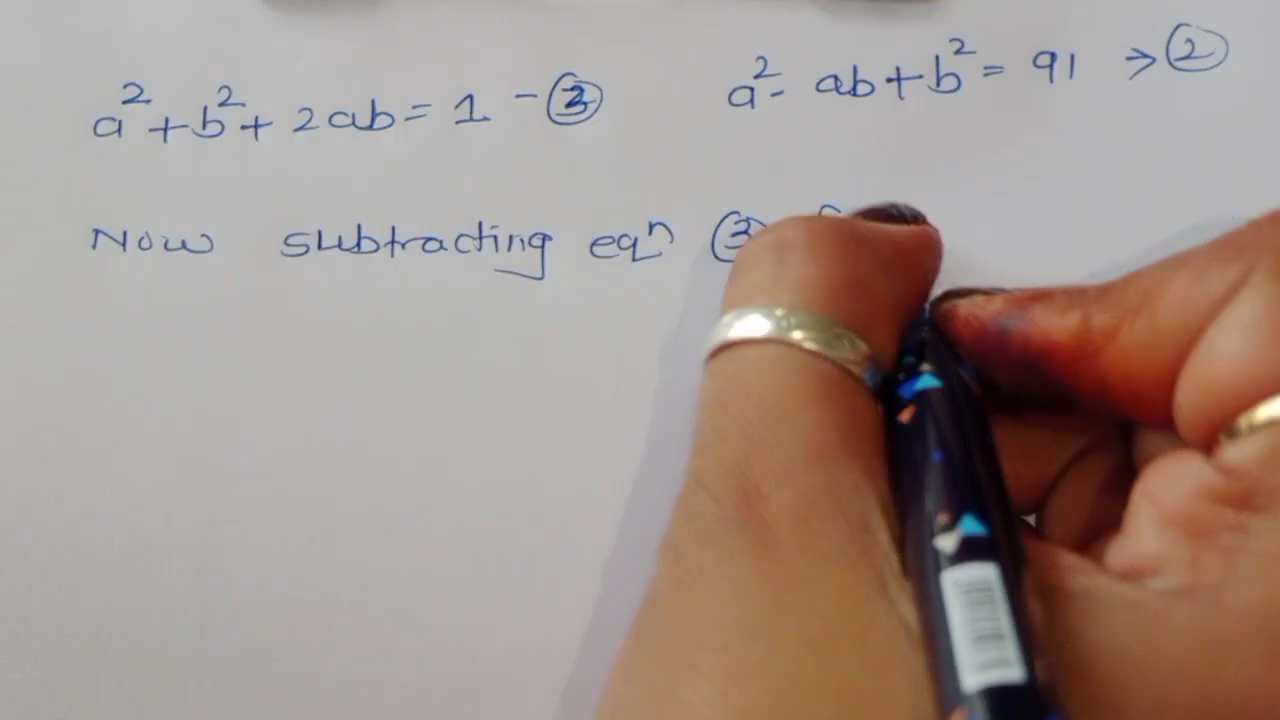 a² + b² + 2ab = 1 - ③ a² - ab + b² = 91 → ②
Now subtracting eqⁿ ③